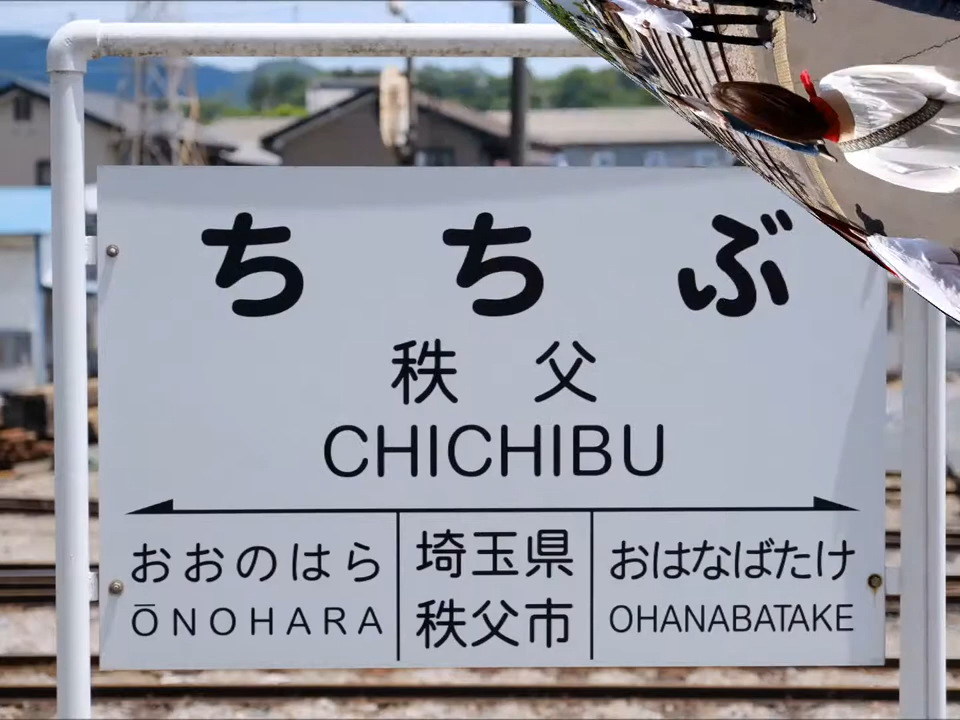 ちちぶ
秩父
CHICHIBU
おおのはら
ŌNOHARA
埼玉県
秩父市
おはなばたけ
OHANABATAKE